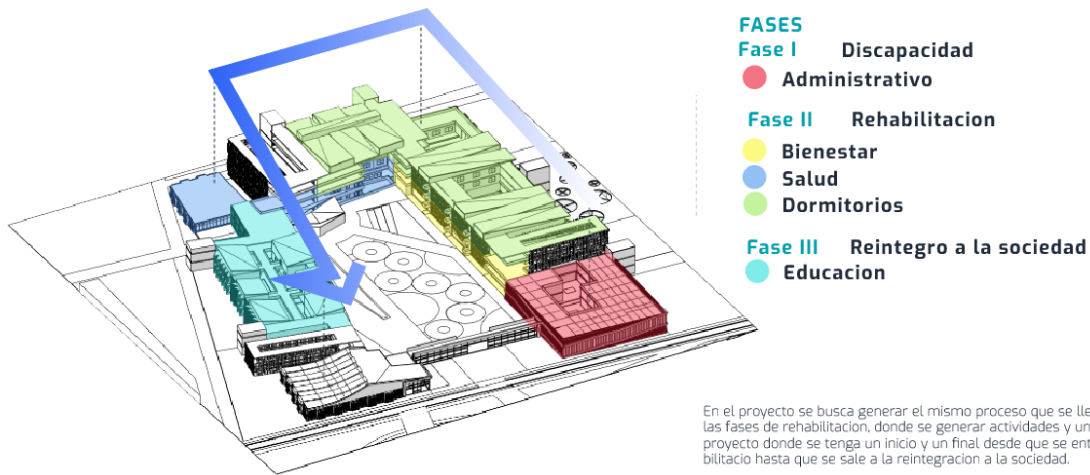 FASES
Fase I Discapacidad
Administrativo
Fase II Rehabilitacion
Bienestar
Salud
Dormitorios
Fase III Reintegro a la sociedad
Educacion
En el proyecto se busca generar el mismo proceso que se
las fases de rehabilitacion, donde se generar actividades y un
proyecto donde se tenga un inicio y un final desde que se
bilitacio hasta que se sale a la reintegracion a la sociedad.